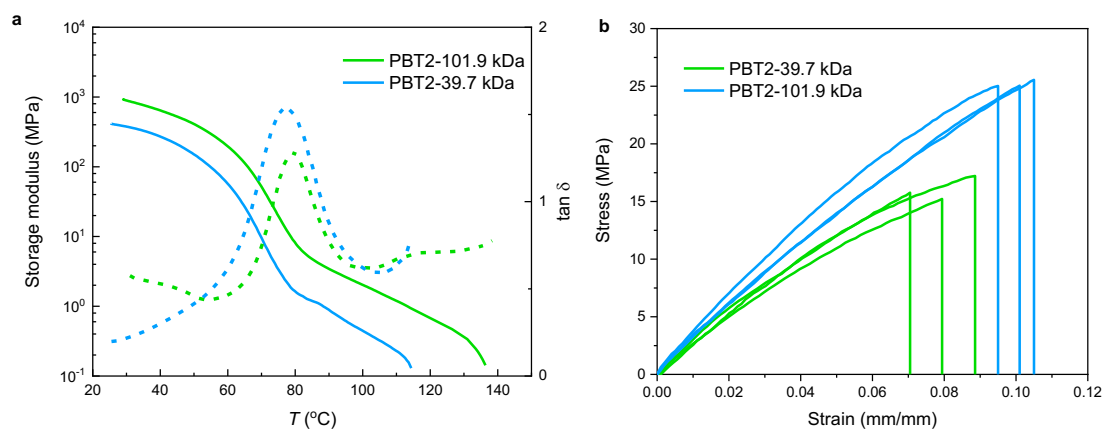 a
10⁴
10³
10²
10¹
10⁰
10⁻¹
Storage modulus (MPa)
PBT2-101.9 kDa
PBT2-39.7 kDa
2
1
0
tan δ
20 40 60 80 100 120 140
T (°C)
b
30
25
20
15
10
5
0
Stress (MPa)
PBT2-39.7 kDa
PBT2-101.9 kDa
0.00 0.02 0.04 0.06 0.08 0.10 0.12
Strain (mm/mm)